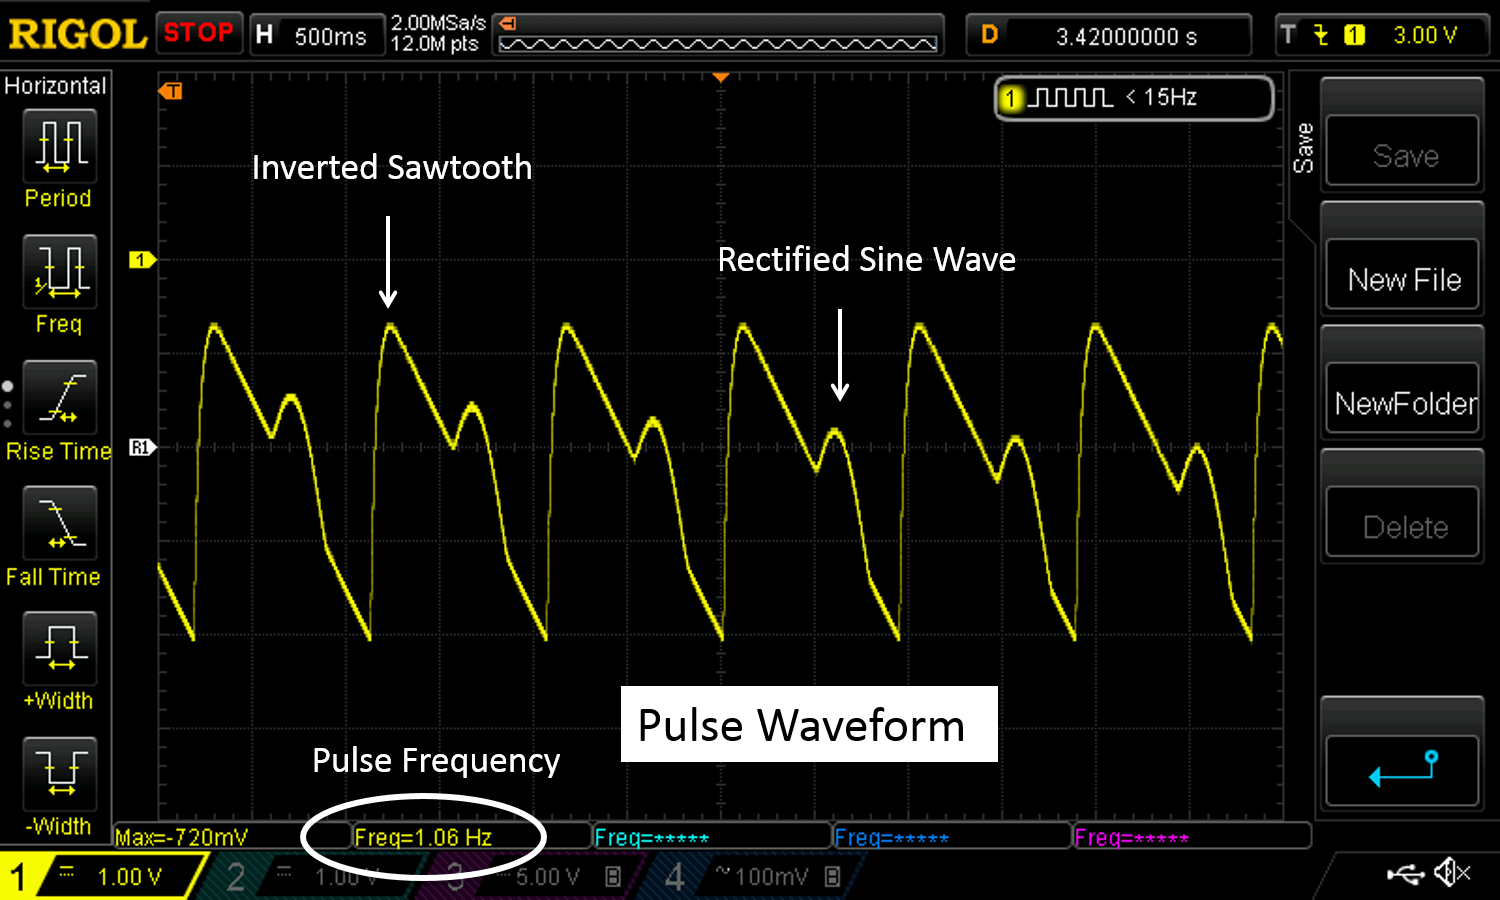 RIGOL STOP H 500ms 2.00MSa/s 12.0M pts D 3.42000000 s T 1 3.00 V
Horizontal
T
1 < 15Hz
Save
Save
Inverted Sawtooth
Period
Rectified Sine Wave
1
New File
Freq
NewFolder
R1
Rise Time
Delete
Fall Time
+Width
Pulse Waveform
Pulse Frequency
-Width
Max=-720mV Freq=1.06 Hz Freq=***** Freq=***** Freq=*****
1 1.00 V 2 1.00 V 3 5.00 V B 4 ~100mV B